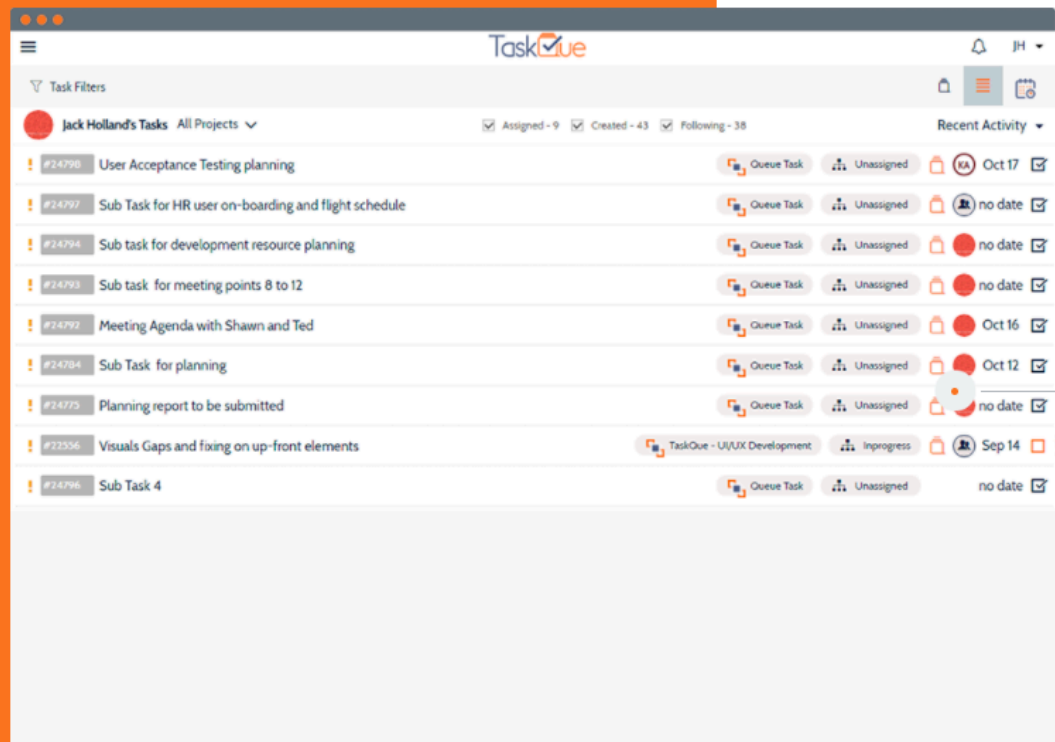 TaskQue
JH
Task Filters
Jack Holland's Tasks All Projects Assigned - 9 Created - 43 Following - 38 Recent Activity
#24798 User Acceptance Testing planning Queue Task Unassigned KA Oct 17
#24797 Sub Task for HR user on-boarding and flight schedule Queue Task Unassigned no date
#24794 Sub task for development resource planning Queue Task Unassigned no date
#24793 Sub task for meeting points 8 to 12 Queue Task Unassigned no date
#24792 Meeting Agenda with Shawn and Ted Queue Task Unassigned Oct 16
#24784 Sub Task for planning Queue Task Unassigned Oct 12
#24775 Planning report to be submitted Queue Task Unassigned no date
#22556 Visuals Gaps and fixing on up-front elements TaskQue - UI/UX Development Inprogress Sep 14
#24796 Sub Task 4 Queue Task Unassigned no date